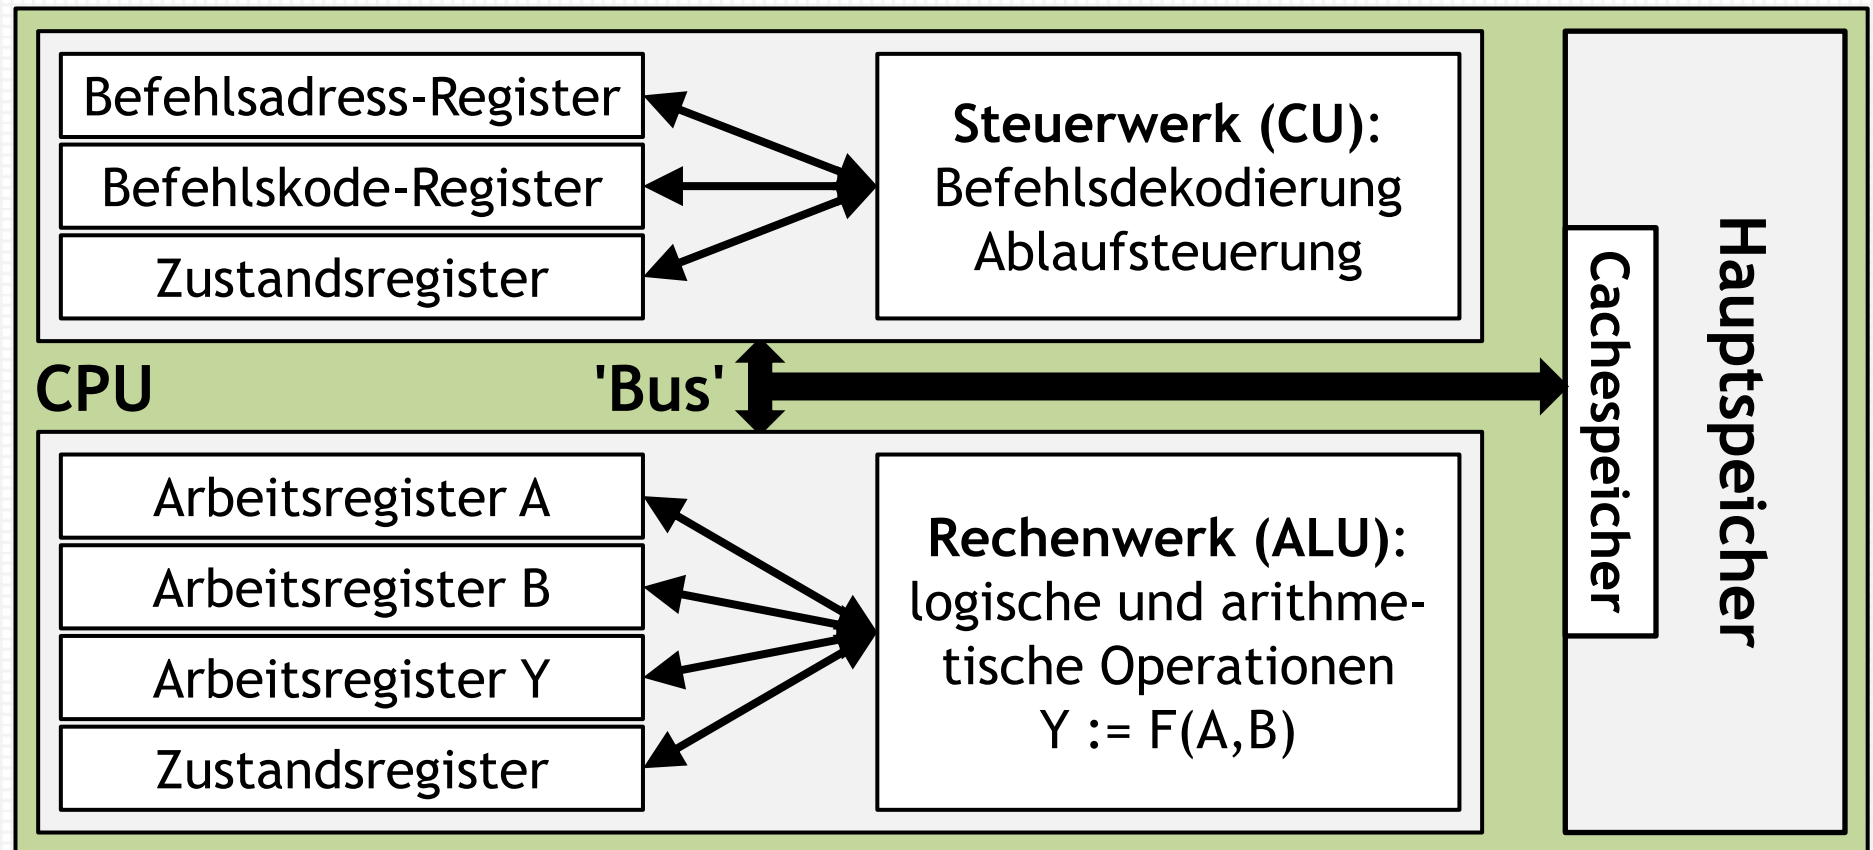 Befehlsadress-Register
Befehlskode-Register
Zustandsregister
Steuerwerk (CU):
Befehlsdekodierung
Ablaufsteuerung
CPU
'Bus'
Arbeitsregister A
Arbeitsregister B
Arbeitsregister Y
Zustandsregister
Rechenwerk (ALU):
logische und arithme-
tische Operationen
Y := F(A,B)
Cachespeicher
Hauptspeicher